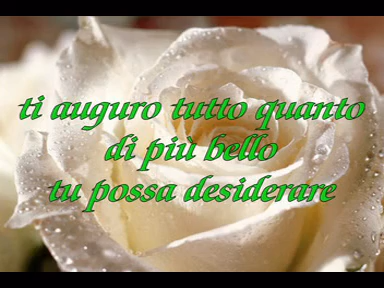 ti auguro tutto quanto
di più bello
tu possa desiderare